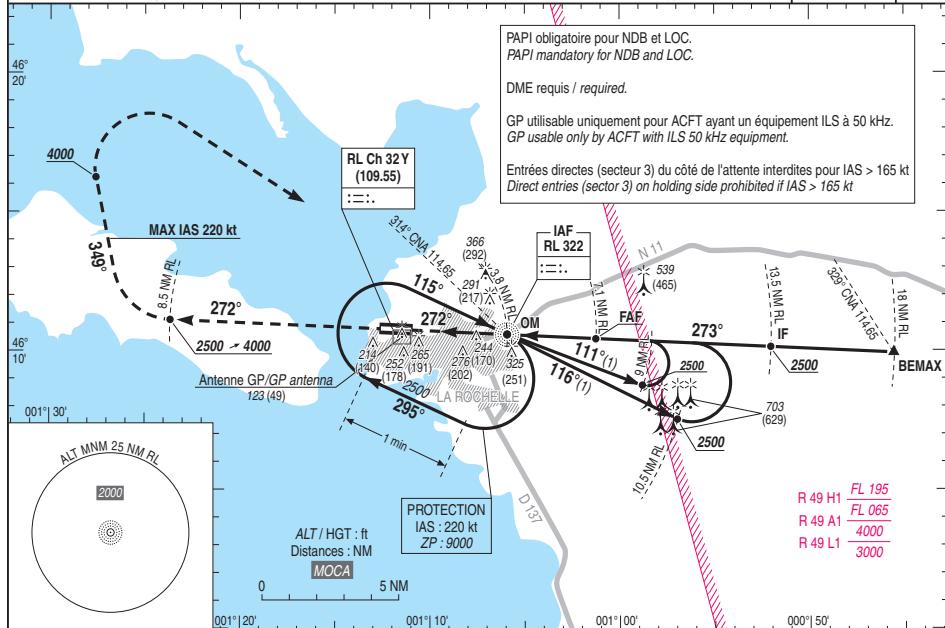 PAPI obligatoire pour NDB et LOC.
PAPI mandatory for NDB and LOC.
DME requis / required.
GP utilisable uniquement pour ACFT ayant un équipement ILS à 50 kHz.
GP usable only by ACFT with ILS 50 kHz equipment.
Entrées directes (secteur 3) du côté de l'attente interdites pour IAS > 165 kt
Direct entries (sector 3) on holding side prohibited if IAS > 165 kt
46°
20'
4000
RL Ch 32 Y
(109.55)
MAX IAS 220 kt
349°
314° CNA 114.65
366
(292)
291
(217)
3.8 NM RL
IAF
RL 322
N 11
539
(465)
7.1 NM RL
13.5 NM RL
329° CNA 114.65
18 NM RL
8.5 NM RL
115°
272°
272°
OM
FAF
273°
IF
46°
10'
2500 ➚ 4000
2500
BEMAX
111°(1)
116°(1)
9 NM RL
2500
214
(140)
252
(178)
265
(191)
276
(202)
244
(170)
325
(251)
Antenne GP/GP antenna
123 (49)
2500
295°
LA ROCHELLE
703
(629)
2500
10.5 NM RL
1 min
001° 30'
001° 10'
001° 00'
000° 50'
ALT MNM 25 NM RL
2000
D 137
PROTECTION
IAS : 220 kt
ZP : 9000
ALT / HGT : ft
Distances : NM
MOCA
0 5 NM
R 49 H1 FL 195
FL 065
R 49 A1
4000
R 49 L1
3000
001° 20'
001° 10'
001° 00'
000° 50'